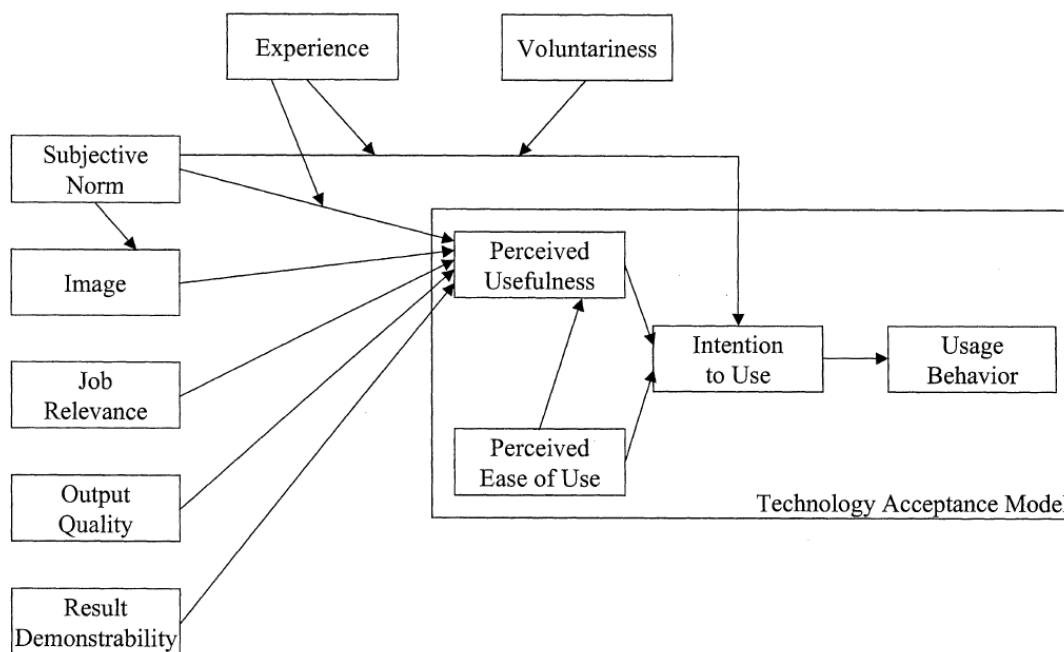 Experience
Voluntariness
Subjective
Norm
Image
Perceived
Usefulness
Job
Relevance
Intention
to Use
Usage
Behavior
Perceived
Ease of Use
Output
Quality
Technology Acceptance Model
Result
Demonstrability